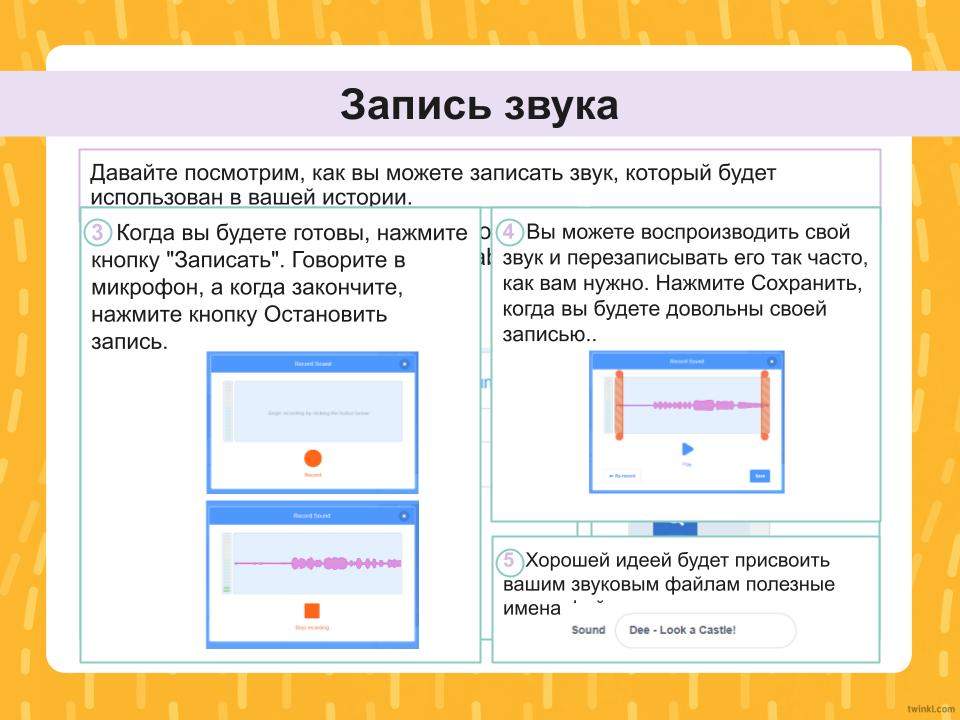 Запись звука
Давайте посмотрим, как вы можете записать звук, который будет
использован в вашей истории.
3 Когда вы будете готовы, нажмите
кнопку "Записать". Говорите в
микрофон, а когда закончите,
нажмите кнопку Остановить
запись.
Record Sound
Begin recording by clicking the button below
Record
Record Sound
Stop recording
4 Вы можете воспроизводить свой
звук и перезаписывать его так часто,
как вам нужно. Нажмите Сохранить,
когда вы будете довольны своей
записью..
Record Sound
Play
Re-record
Save
5 Хорошей идеей будет присвоить
вашим звуковым файлам полезные
имена
Sound
Dee - Look a Castle!
twinkl.com